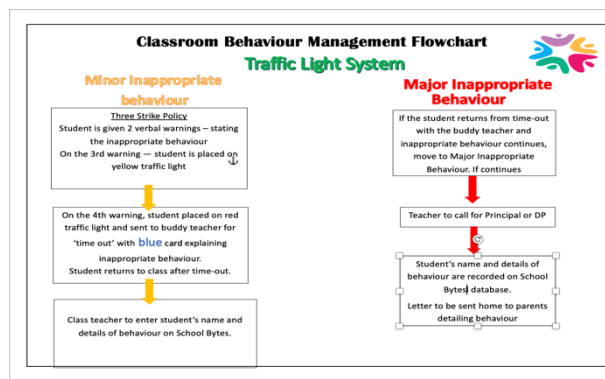 Classroom Behaviour Management Flowchart
Traffic Light System
Minor Inappropriate
behaviour
Three Strike Policy
Student is given 2 verbal warnings – stating
the inappropriate behaviour
On the 3rd warning — student is placed on
yellow traffic light
On the 4th warning, student placed on red
traffic light and sent to buddy teacher for
‘time out’ with blue card explaining
inappropriate behaviour.
Student returns to class after time-out.
Class teacher to enter student’s name and
details of behaviour on School Bytes.
Major Inappropriate
Behaviour
If the student returns from time-out
with the buddy teacher and
inappropriate behaviour continues,
move to Major Inappropriate
Behaviour. If continues
Teacher to call for Principal or DP
Student’s name and details of
behaviour are recorded on School
Bytes database.
Letter to be sent home to parents
detailing behaviour